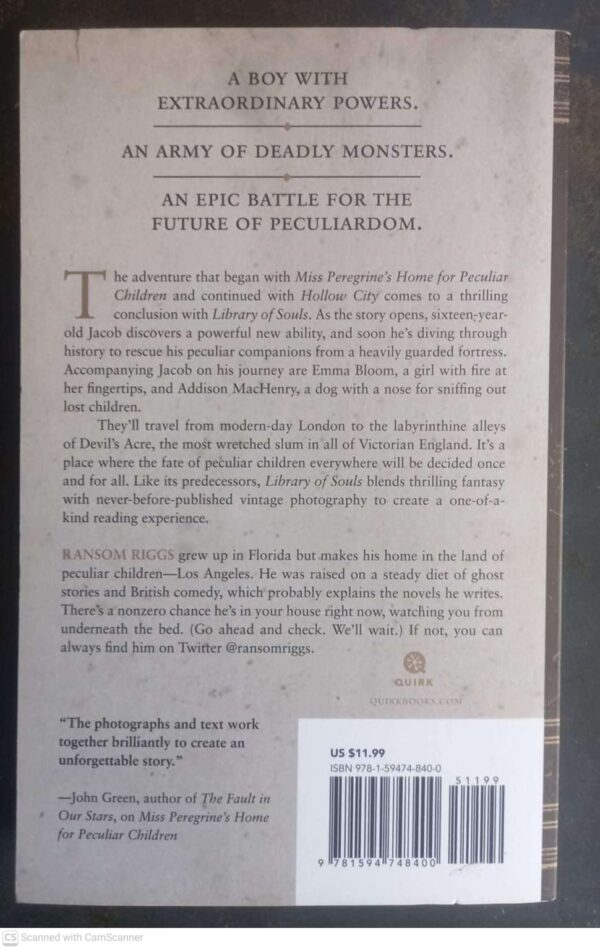 A BOY WITH
EXTRAORDINARY POWERS.
AN ARMY OF DEADLY MONSTERS.
AN EPIC BATTLE FOR THE
FUTURE OF PECULIARDOM.
The adventure that began with Miss Peregrine's Home for Peculiar
Children and continued with Hollow City comes to a thrilling
conclusion with Library of Souls. As the story opens, sixteen-year-
old Jacob discovers a powerful new ability, and soon he's diving through
history to rescue his peculiar companions from a heavily guarded fortress.
Accompanying Jacob on his journey are Emma Bloom, a girl with fire at
her fingertips, and Addison MacHenry, a dog with a nose for sniffing out
lost children.
They'll travel from modern-day London to the labyrinthine alleys
of Devil's Acre, the most wretched slum in all of Victorian England. It's a
place where the fate of peculiar children everywhere will be decided once
and for all. Like its predecessors, Library of Souls blends thrilling fantasy
with never-before-published vintage photography to create a one-of-a-
kind reading experience.
RANSOM RIGGS grew up in Florida but makes his home in the land of
peculiar children—Los Angeles. He was raised on a steady diet of ghost
stories and British comedy, which probably explains the novels he writes.
There's a nonzero chance he's in your house right now, watching you from
underneath the bed. (Go ahead and check. We'll wait.) If not, you can
always find him on Twitter @ransomriggs.
QUIRK
QUIRKBOOKS.COM
"The photographs and text work
together brilliantly to create an
unforgettable story."
—John Green, author of The Fault in
Our Stars, on Miss Peregrine's Home
for Peculiar Children
US $11.99
ISBN 978-1-59474-840-0
51199
9 781594 748400
CS Scanned with CamScanner